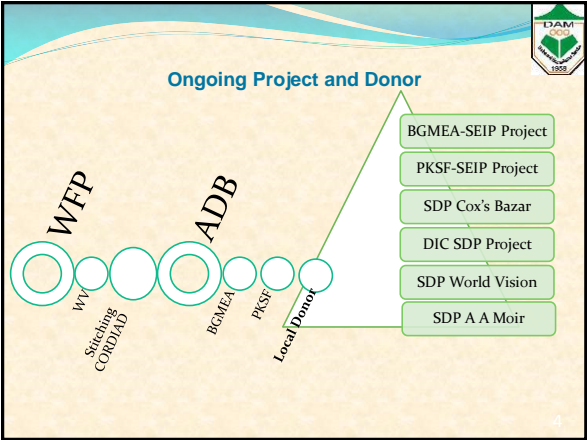 DAM
1958
Ongoing Project and Donor
WFP
WV
Stitching
CORDIAD
ADB
BGMEA
PKSF
Local Donor
BGMEA-SEIP Project
PKSF-SEIP Project
SDP Cox's Bazar
DIC SDP Project
SDP World Vision
SDP A A Moir
4